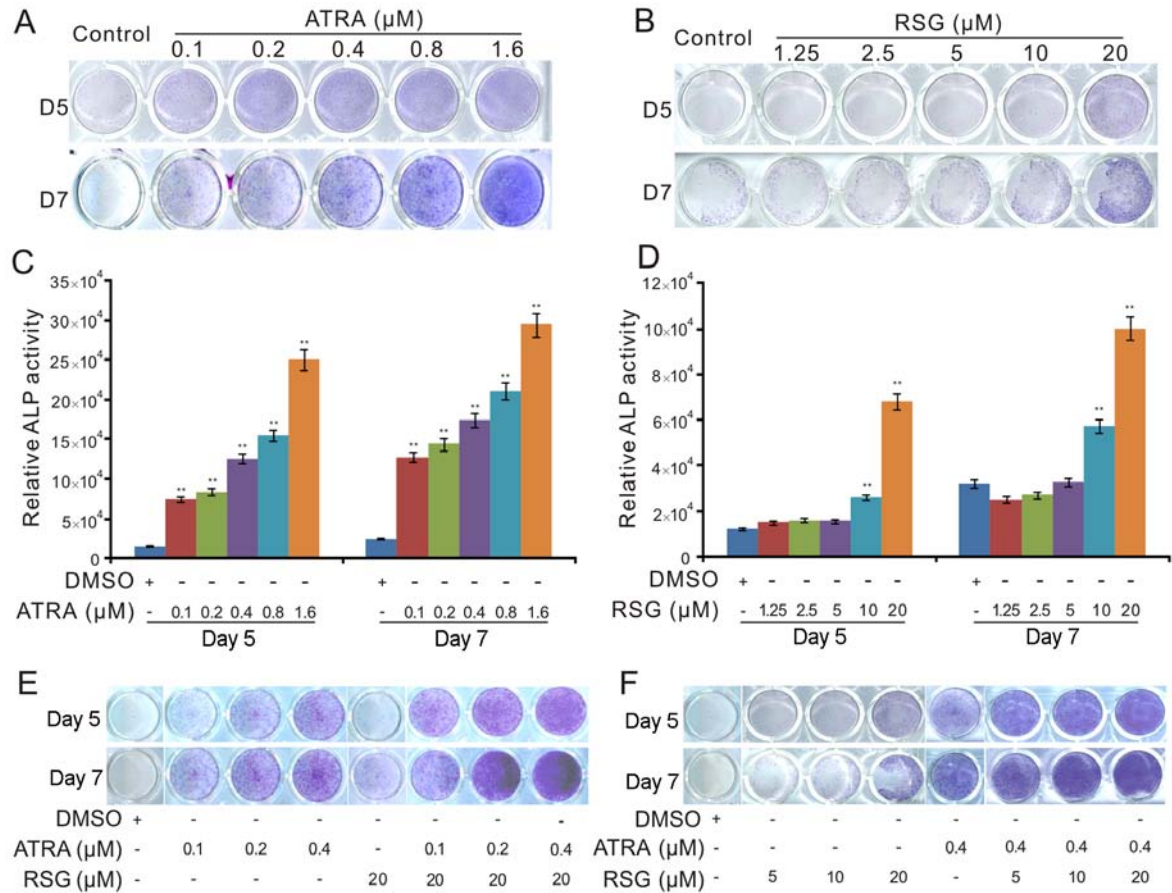 A
ATRA (µM)
Control
0.1 0.2 0.4 0.8 1.6
D5
D7
B
RSG (µM)
Control
1.25 2.5 5 10 20
D5
D7
C
Relative ALP activity
35×10⁴
30×10⁴
25×10⁴
20×10⁴
15×10⁴
10×10⁴
5×10⁴
0
** ** ** ** ** ** ** ** ** **
DMSO + - - - - - + - - - - -
ATRA (µM) - 0.1 0.2 0.4 0.8 1.6 - 0.1 0.2 0.4 0.8 1.6
Day 5 Day 7
D
Relative ALP activity
12×10⁴
10×10⁴
8×10⁴
6×10⁴
4×10⁴
2×10⁴
0
** ** ** **
DMSO + - - - - - + - - - - -
RSG (µM) - 1.25 2.5 5 10 20 - 1.25 2.5 5 10 20
Day 5 Day 7
E
Day 5
Day 7
DMSO + - - - - - - -
ATRA (µM) - 0.1 0.2 0.4 - 0.1 0.2 0.4
RSG (µM) - - - - 20 20 20 20
F
Day 5
Day 7
DMSO + - - - - - - -
ATRA (µM) - - - - 0.4 0.4 0.4 0.4
RSG (µM) - 5 10 20 - 5 10 20